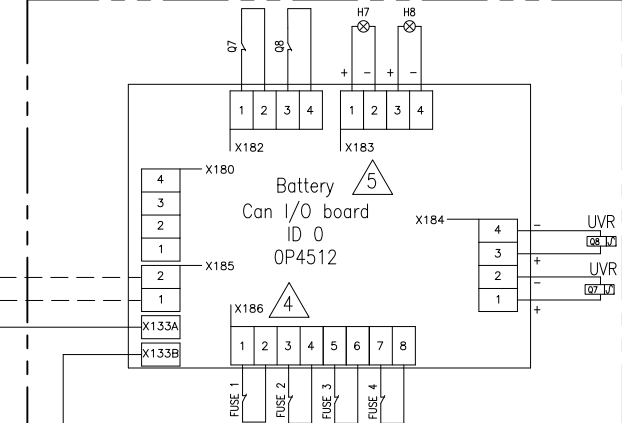 H7 H8
Q7 Q8
+ - + -
1 2 3 4 1 2 3 4
X182 X183
X180
4
3
2
1
Battery 5
Can I/O board
ID 0
OP4512
X184
4 - UVR
3 + Q8
2 - UVR
1 + Q7
X185
2
1
X186 4
X133A
X133B
1 2 3 4 5 6 7 8
FUSE 1 FUSE 2 FUSE 3 FUSE 4